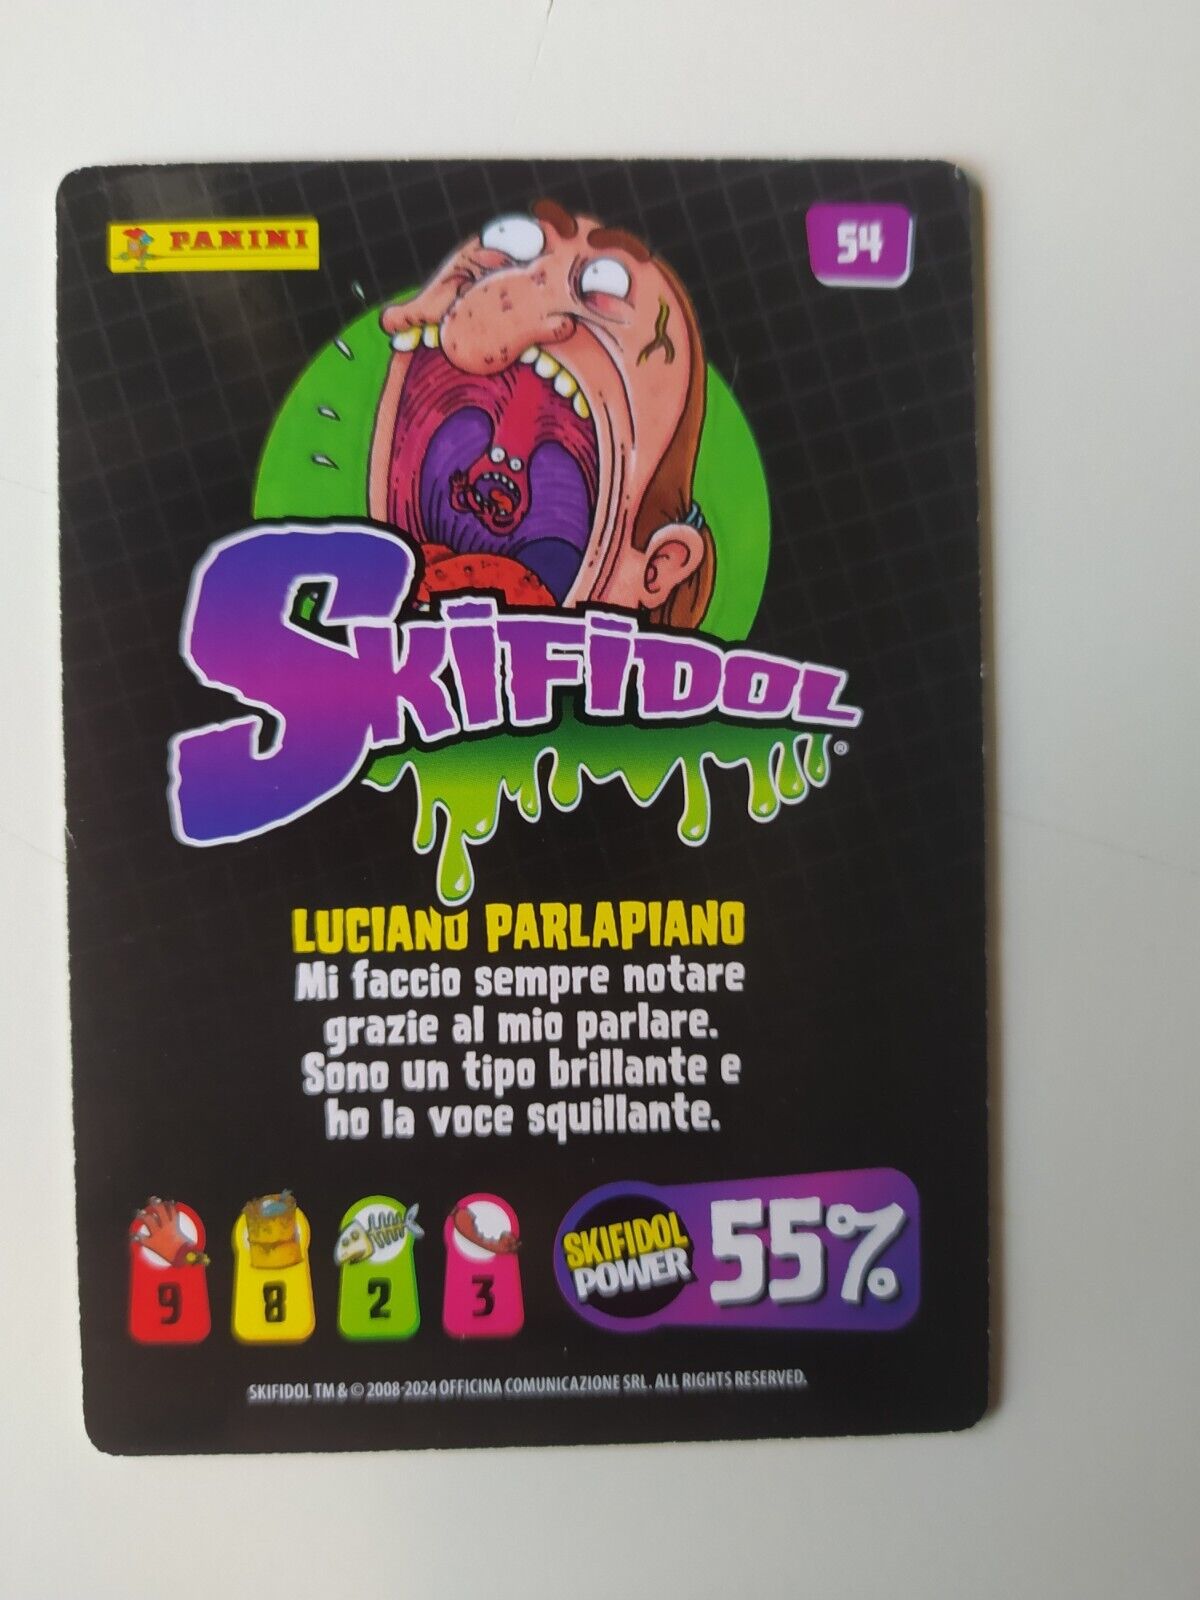 PANINI
54
SKIFIDOL
®
LUCIANO PARLAPIANO
Mi faccio sempre notare
grazie al mio parlare.
Sono un tipo brillante e
ho la voce squillante.
9 8 2 3
SKIFIDOL
POWER
55%
SKIFIDOL TM & © 2008-2024 OFFICINA COMUNICAZIONE SRL. ALL RIGHTS RESERVED.